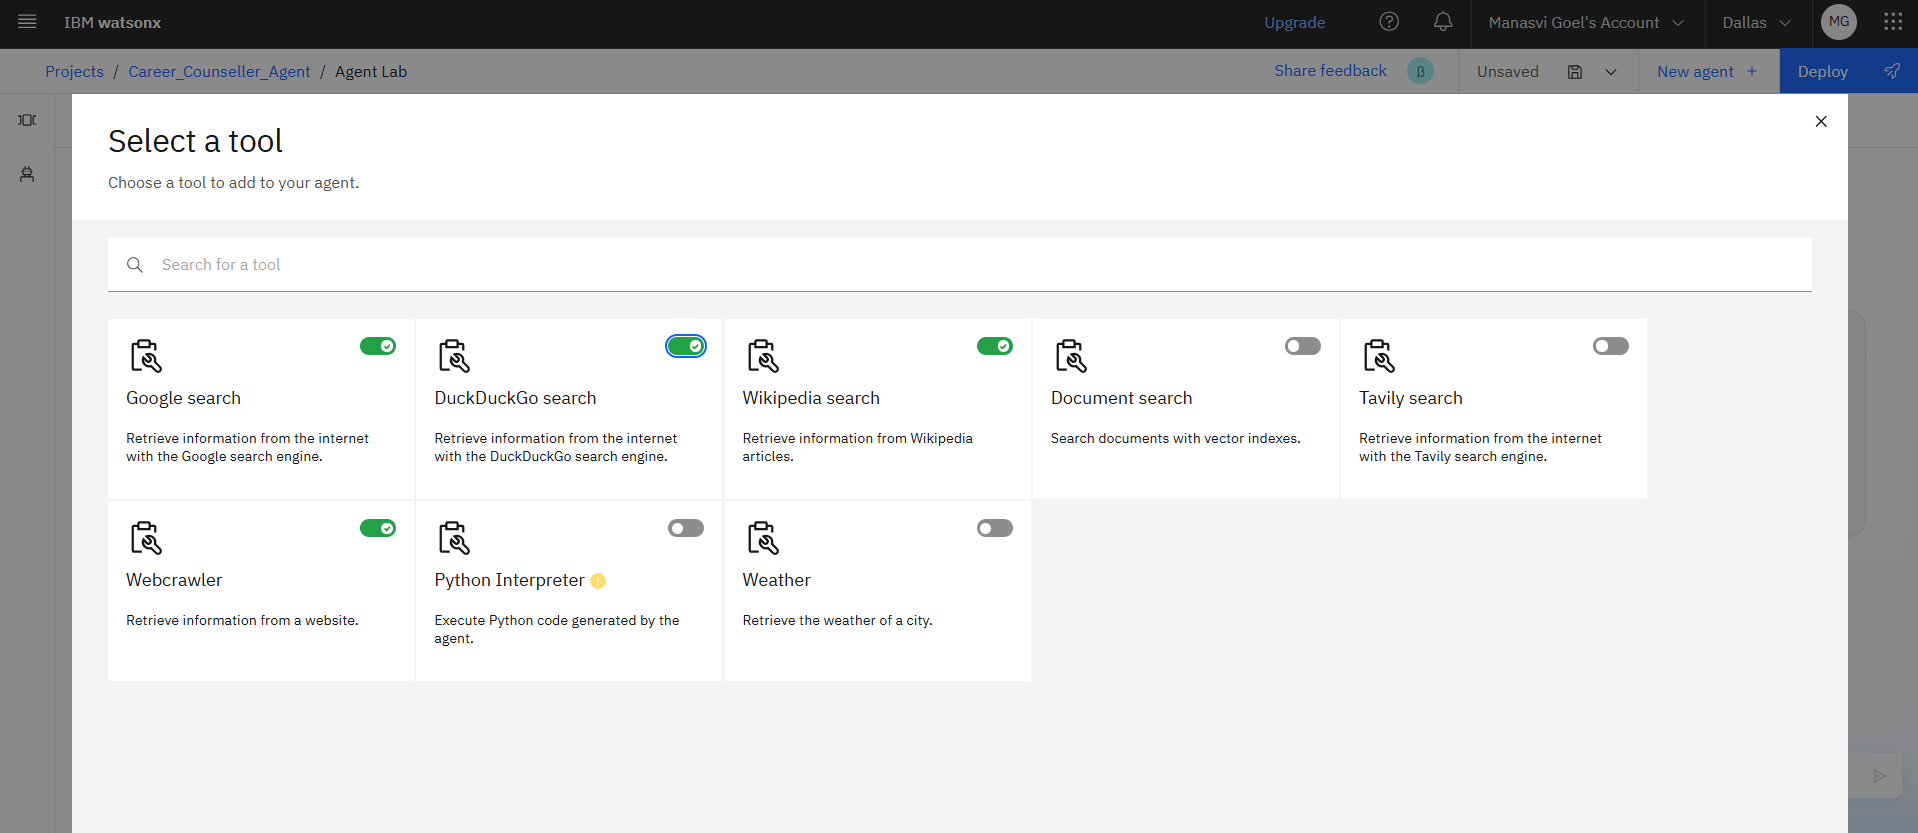 IBM watsonx
Upgrade
Manasvi Goel's Account
Dallas
MG
Projects / Career_Counseller_Agent / Agent Lab
Share feedback
β
Unsaved
New agent +
Deploy
Select a tool
Choose a tool to add to your agent.
Search for a tool
Google search
Retrieve information from the internet
with the Google search engine.
DuckDuckGo search
Retrieve information from the internet
with the DuckDuckGo search engine.
Wikipedia search
Retrieve information from Wikipedia
articles.
Document search
Search documents with vector indexes.
Tavily search
Retrieve information from the internet
with the Tavily search engine.
Webcrawler
Retrieve information from a website.
Python Interpreter
Execute Python code generated by the
agent.
Weather
Retrieve the weather of a city.